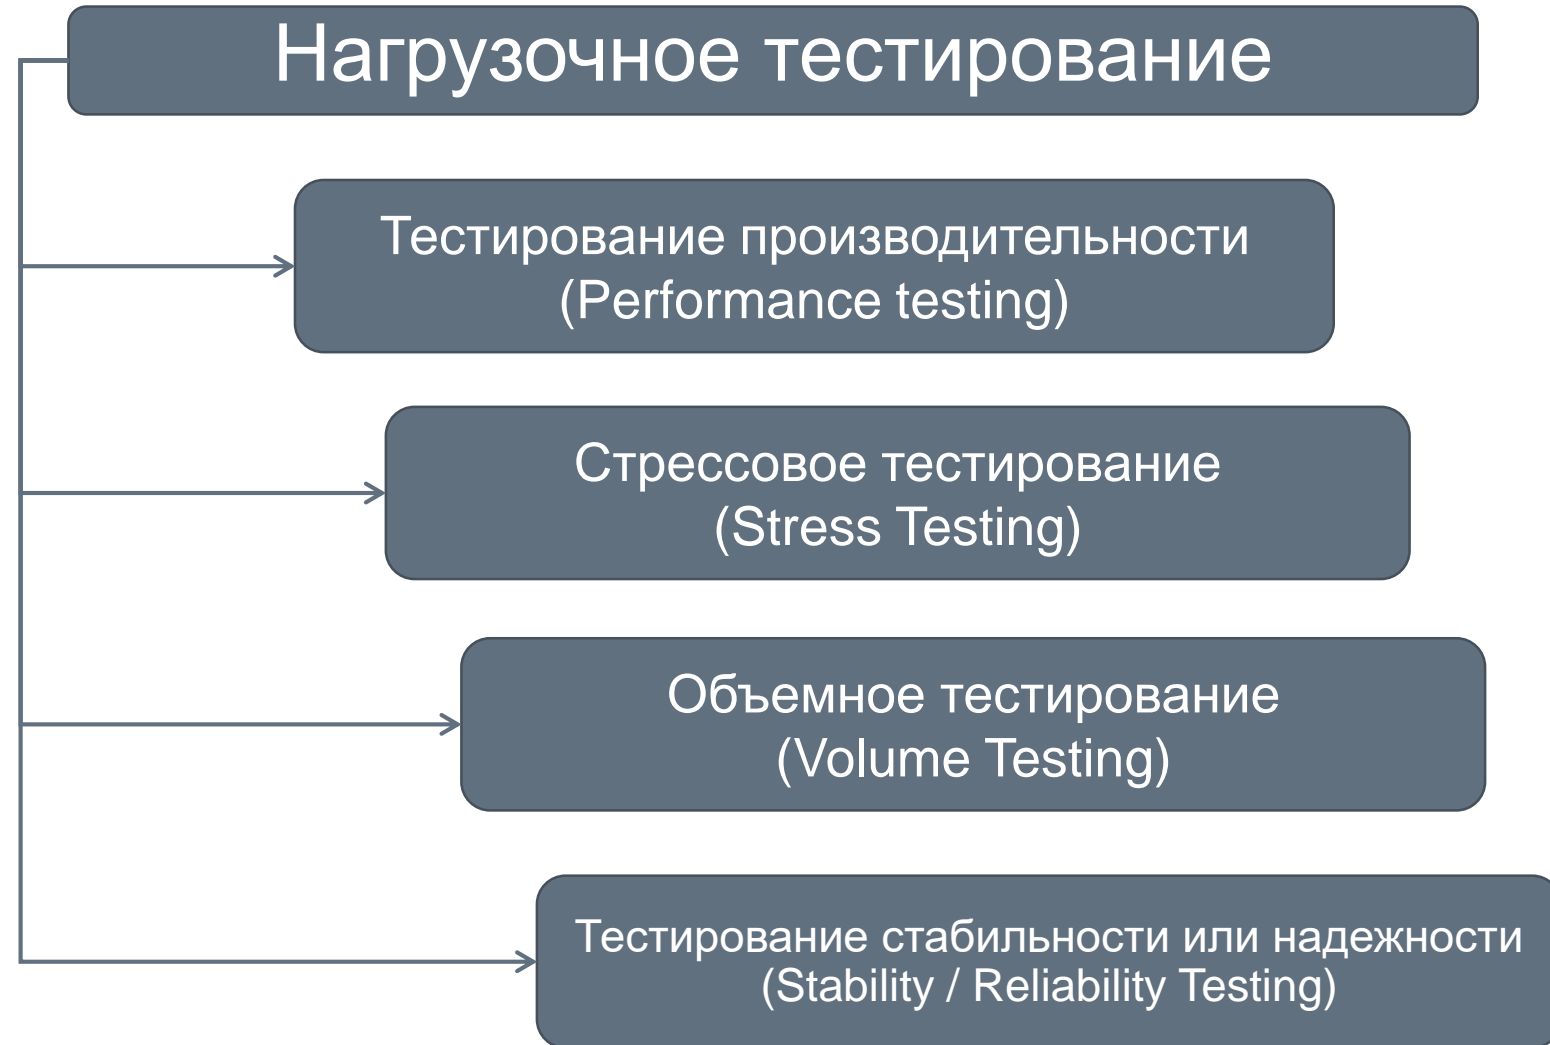 Нагрузочное тестирование
Тестирование производительности
(Performance testing)
Стрессовое тестирование
(Stress Testing)
Объемное тестирование
(Volume Testing)
Тестирование стабильности или надежности
(Stability / Reliability Testing)